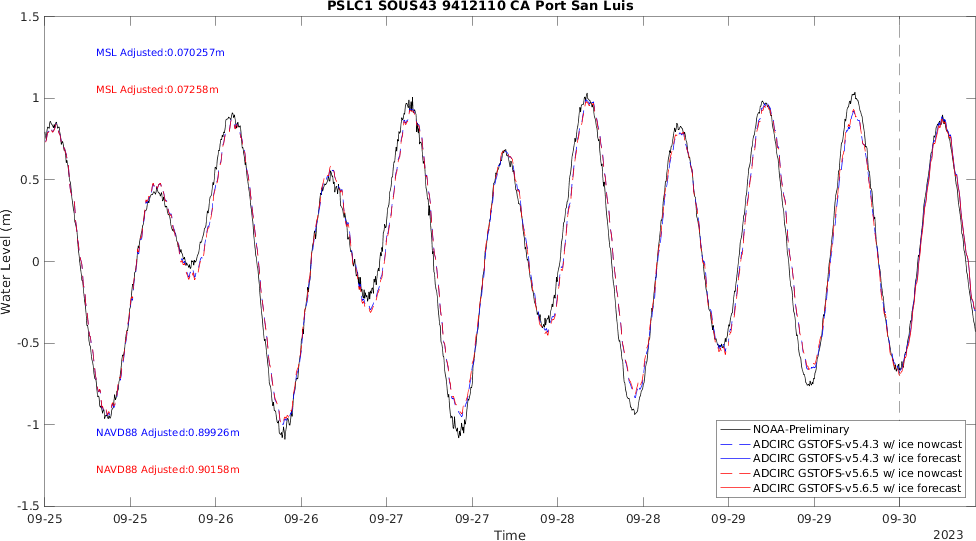 PSLC1 SOUS43 9412110 CA Port San Luis
1.5
MSL Adjusted:0.070257m
MSL Adjusted:0.07258m
1
0.5
0
Water Level (m)
-0.5
-1
NAVD88 Adjusted:0.89926m
NAVD88 Adjusted:0.90158m
-1.5
NOAA-Preliminary
ADCIRC GSTOFS-v5.4.3 w/ ice nowcast
ADCIRC GSTOFS-v5.4.3 w/ ice forecast
ADCIRC GSTOFS-v5.6.5 w/ ice nowcast
ADCIRC GSTOFS-v5.6.5 w/ ice forecast
09-25 09-25 09-26 09-26 09-27 09-27 09-28 09-28 09-29 09-29 09-30
Time
2023